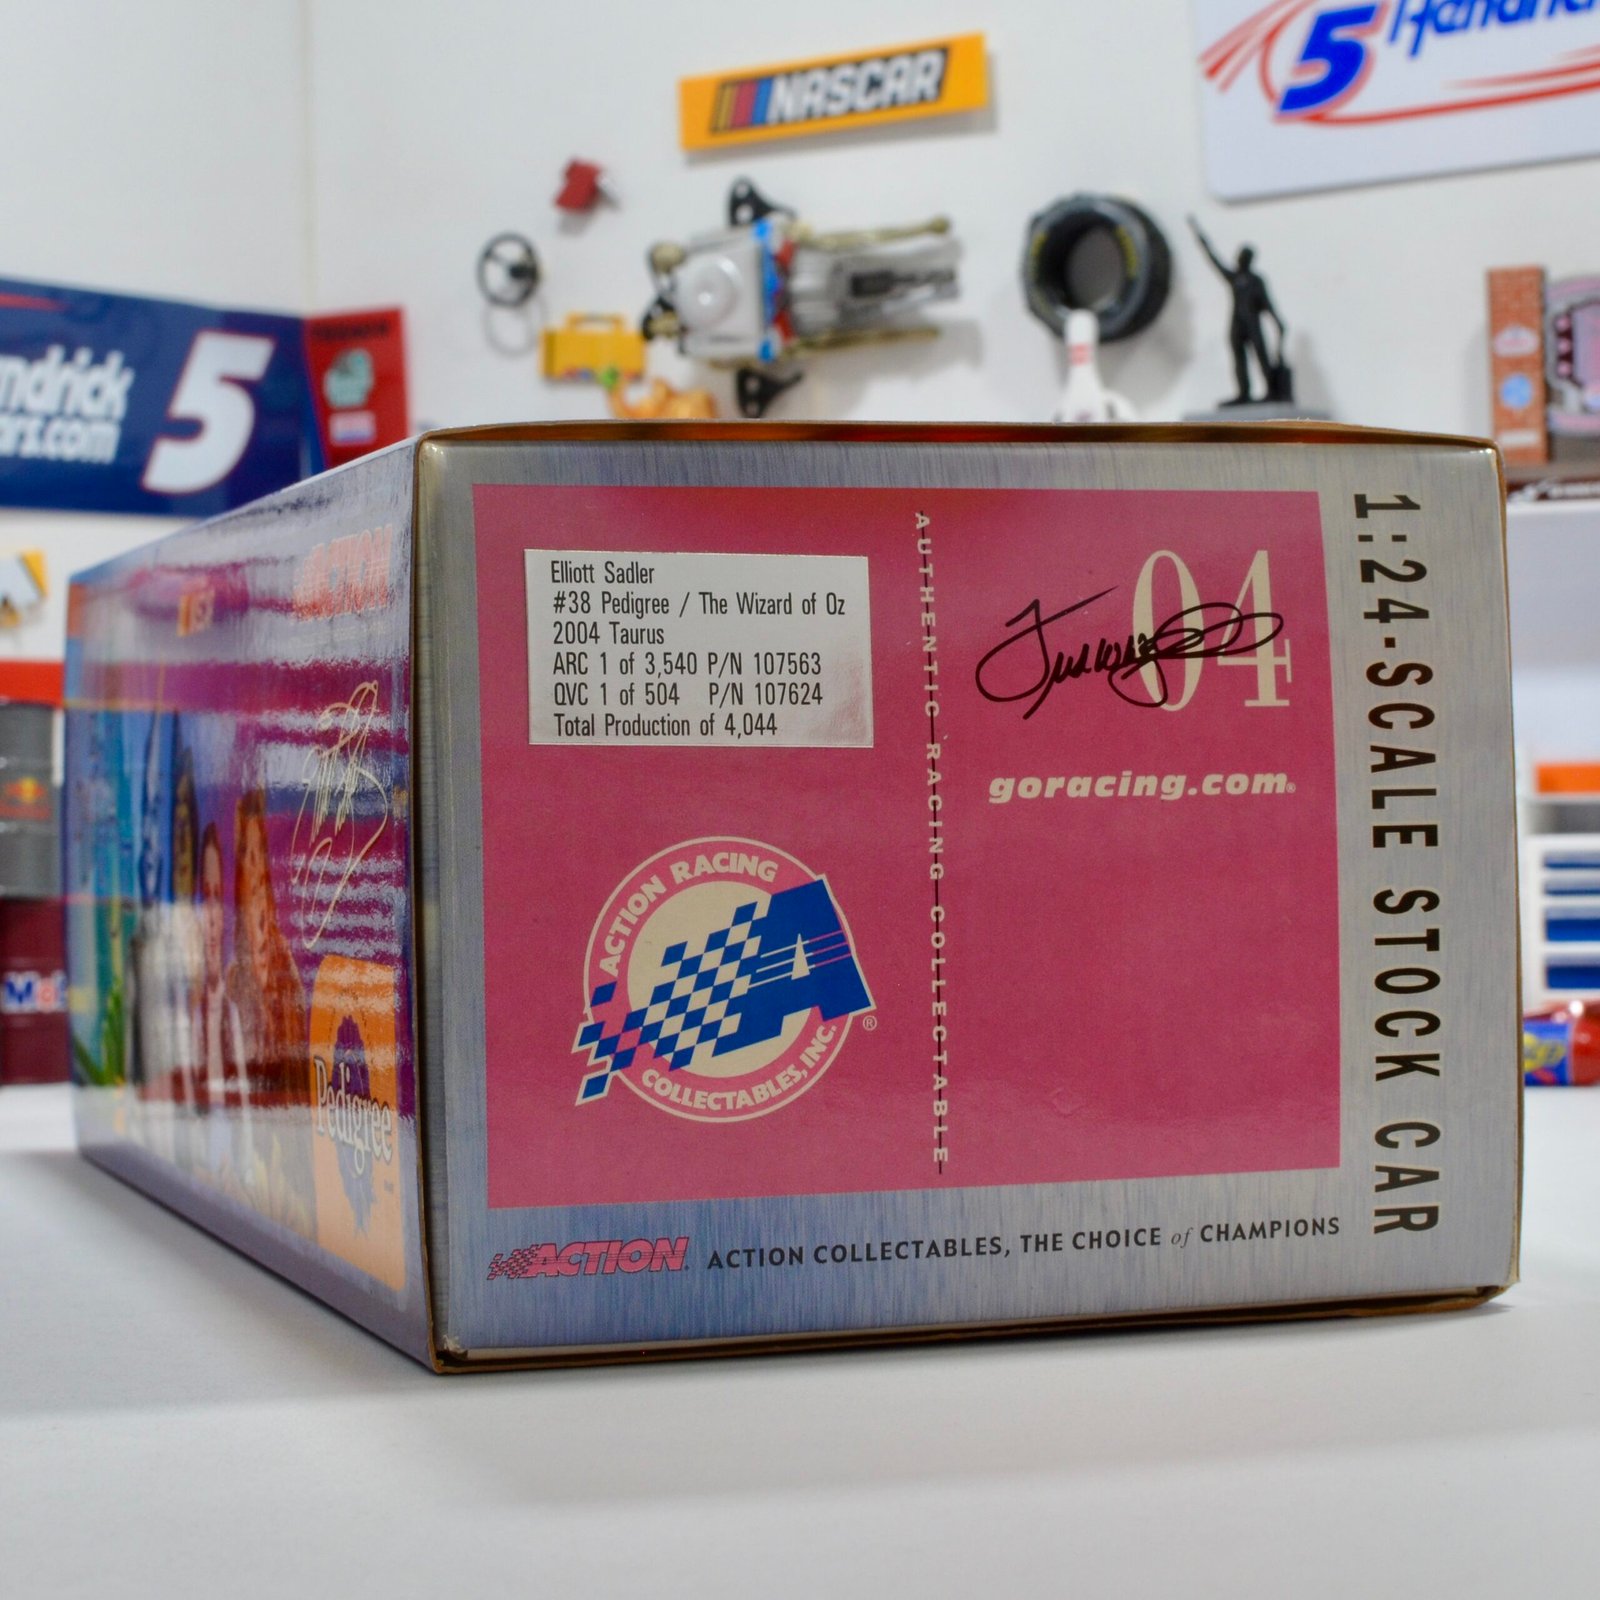 NASCAR
5
ndrick
ars.com
5
ACTION
Pedigree
Elliott Sadler
#38 Pedigree / The Wizard of Oz
2004 Taurus
ARC 1 of 3,540 P/N 107563
QVC 1 of 504 P/N 107624
Total Production of 4,044
AUTHENTIC RACING COLLECTABLE
04
goracing.com®
ACTION RACING
COLLECTABLES, INC.
®
1:24-SCALE STOCK CAR
ACTION
ACTION COLLECTABLES, THE CHOICE of CHAMPIONS